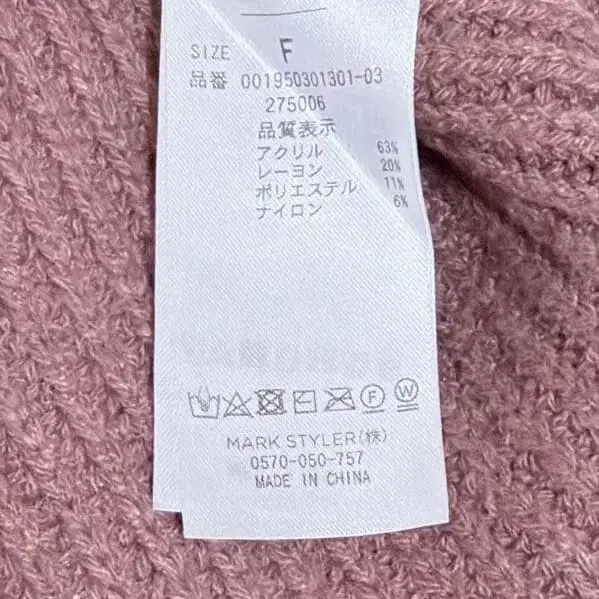 SIZE F
品番 001950301301-03
275006
品質表示
アクリル 63%
レーヨン 20%
ポリエステル 11%
ナイロン 6%
MARK STYLER(株)
0570-050-757
MADE IN CHINA